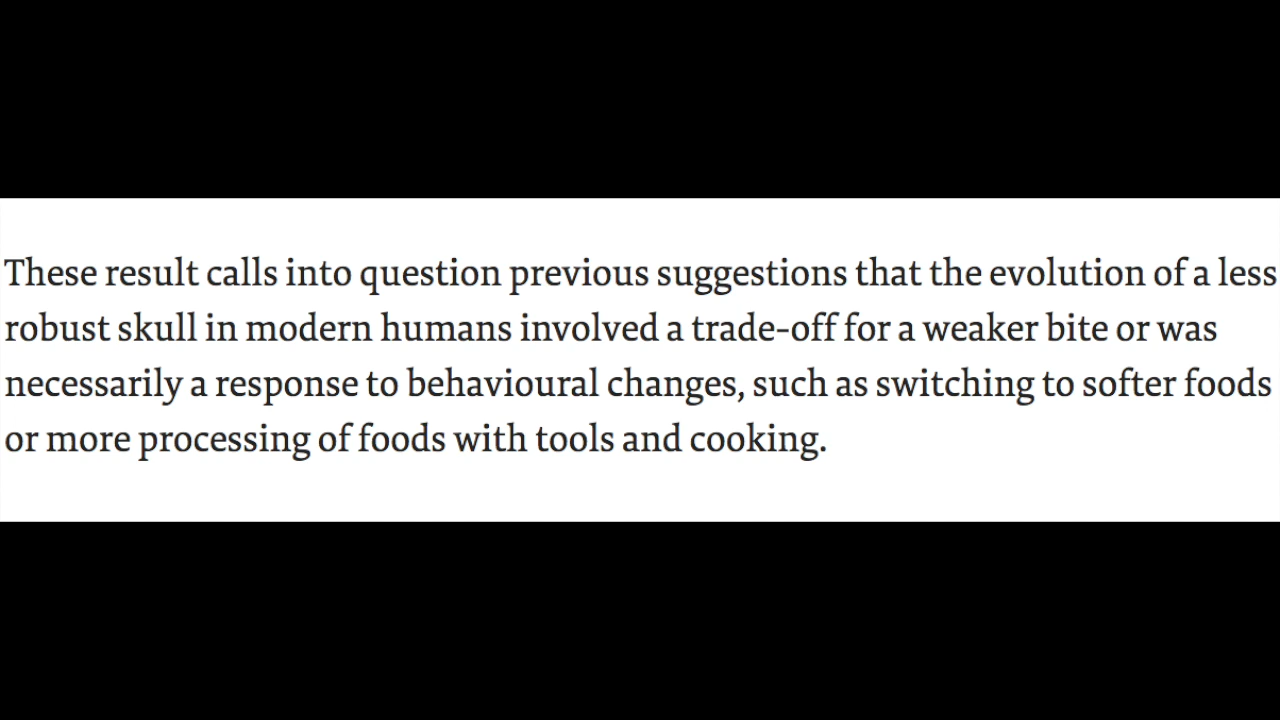 These result calls into question previous suggestions that the evolution of a less
robust skull in modern humans involved a trade-off for a weaker bite or was
necessarily a response to behavioural changes, such as switching to softer foods
or more processing of foods with tools and cooking.